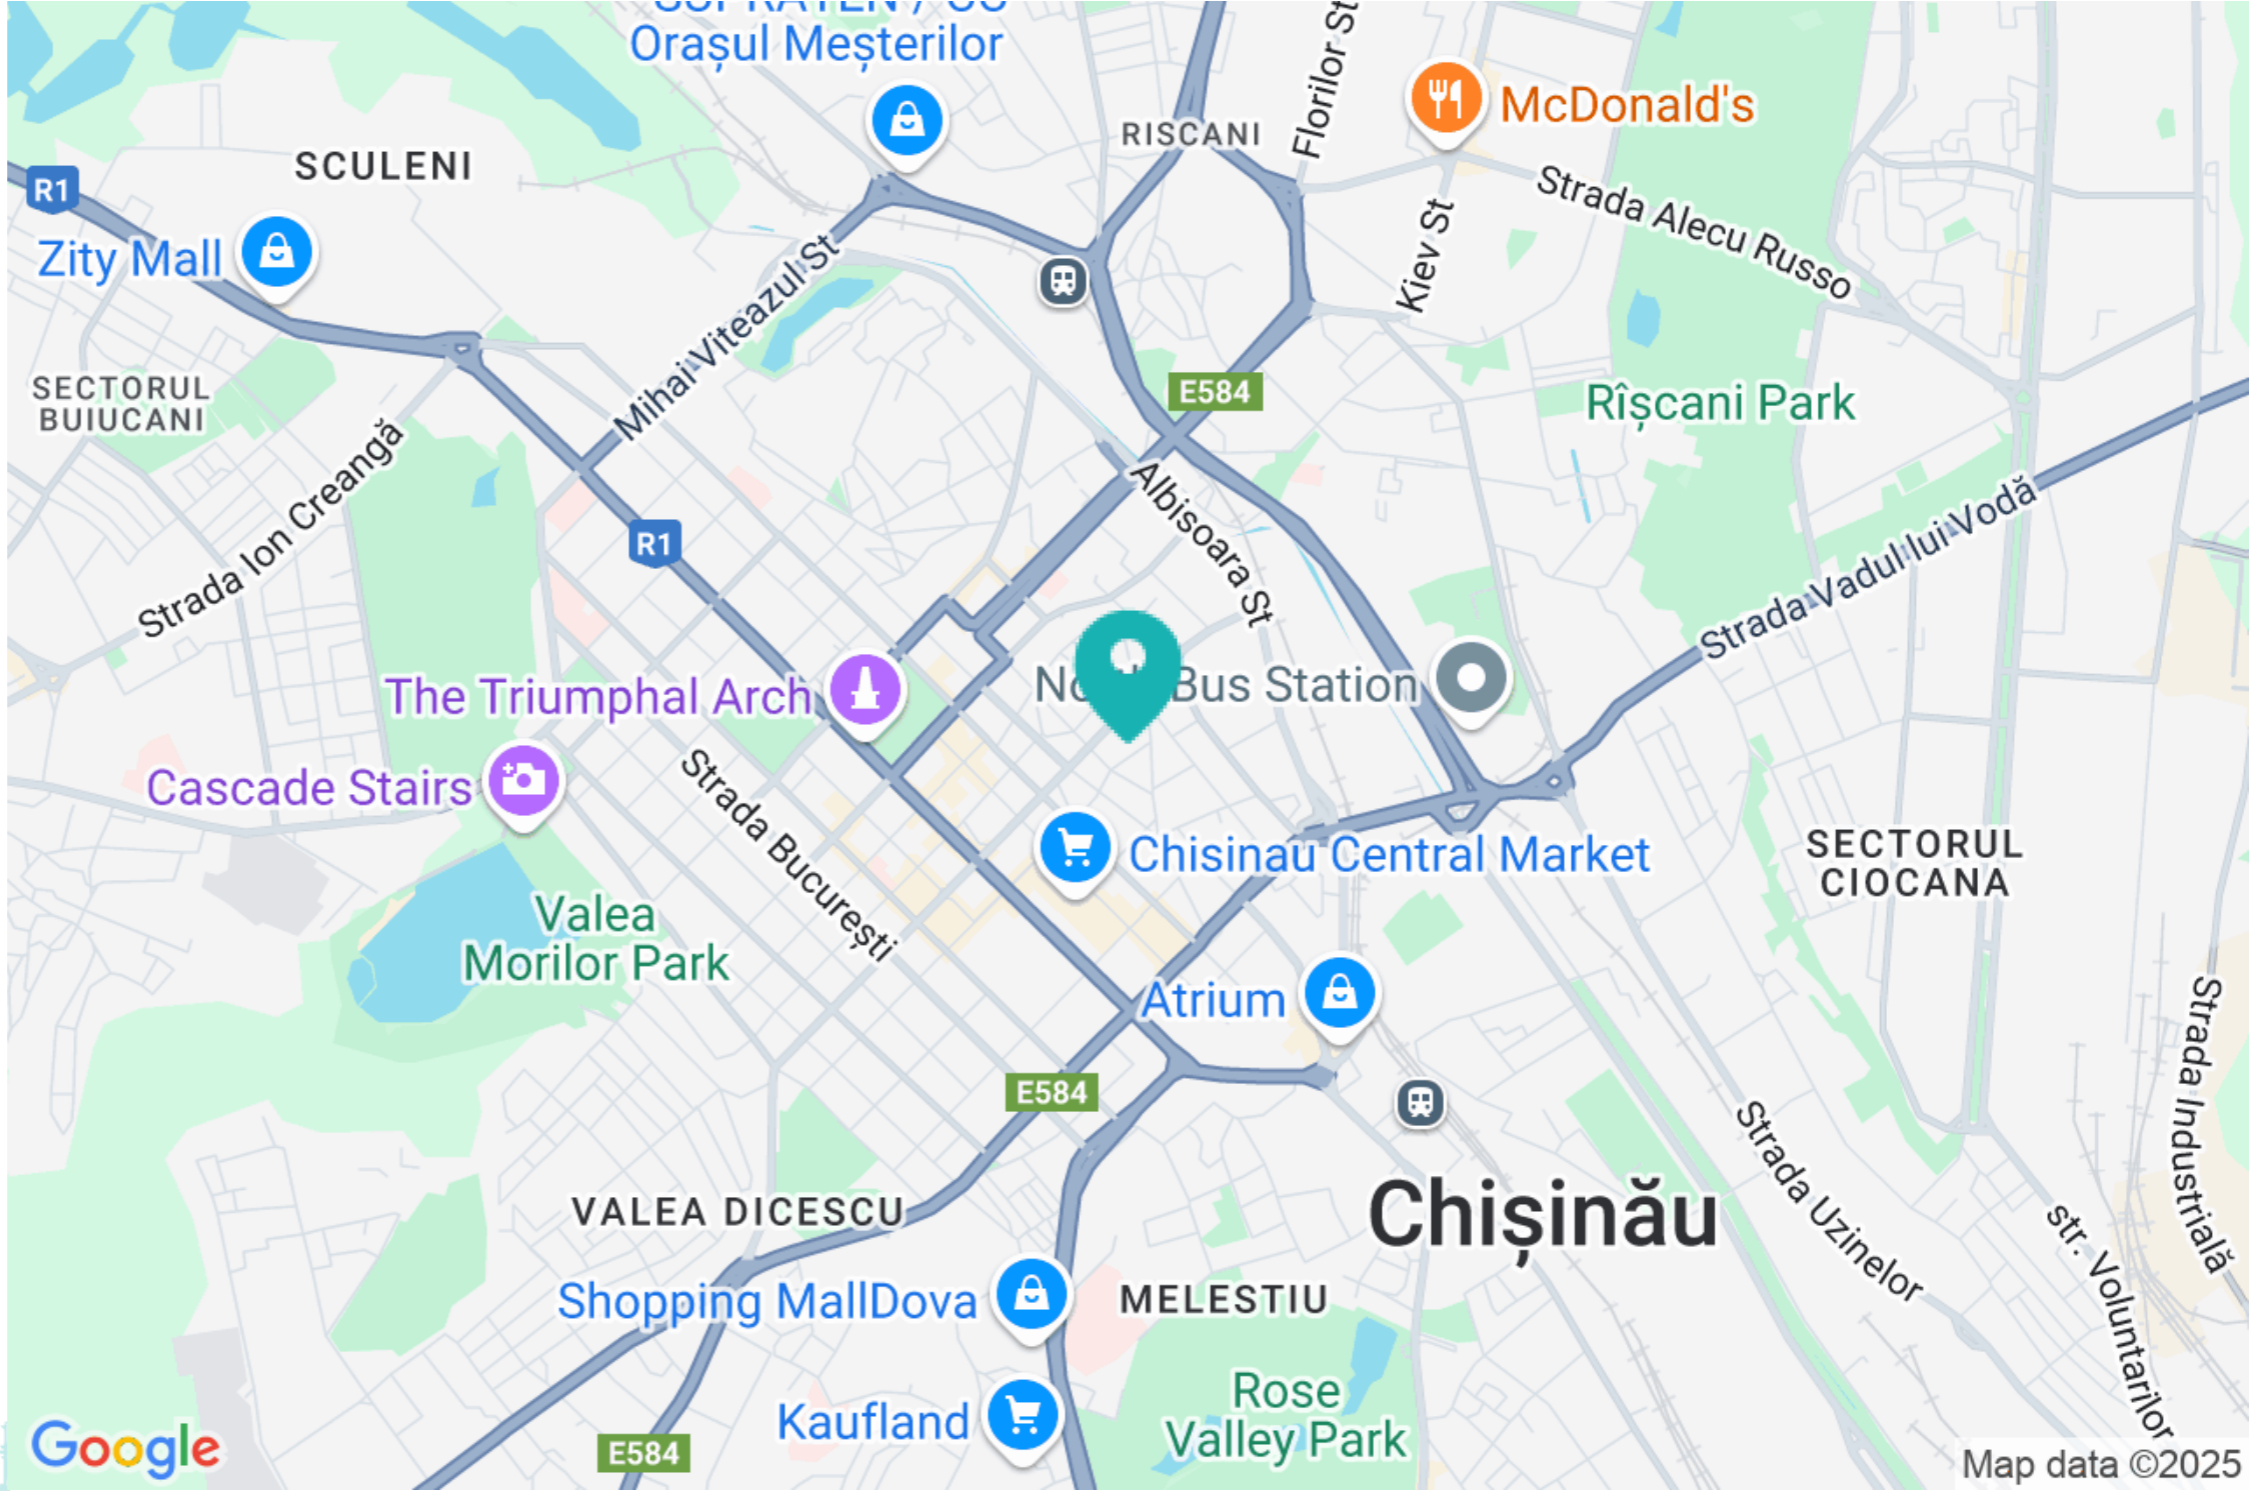 Orașul Meșterilor
RISCANI
Florilor St
McDonald's
SCULENI
R1
Strada Alecu Russo
Zity Mall
Kiev St
Mihai Viteazul St
SECTORUL
BUIUCANI
E584
Rîșcani Park
Strada Ion Creangă
R1
Albisoara St
Strada Vadul lui Vodă
The Triumphal Arch
Bus Station
Cascade Stairs
Strada București
Chisinau Central Market
SECTORUL
CIOCANA
Valea
Morilor Park
Atrium
E584
Strada Industrială
Strada Uzinelor
VALEA DICESCU
Chișinău
str. Voluntarilor
Shopping MallDova
MELESTIU
Rose
Valley Park
Kaufland
E584
Google
Map data ©2025